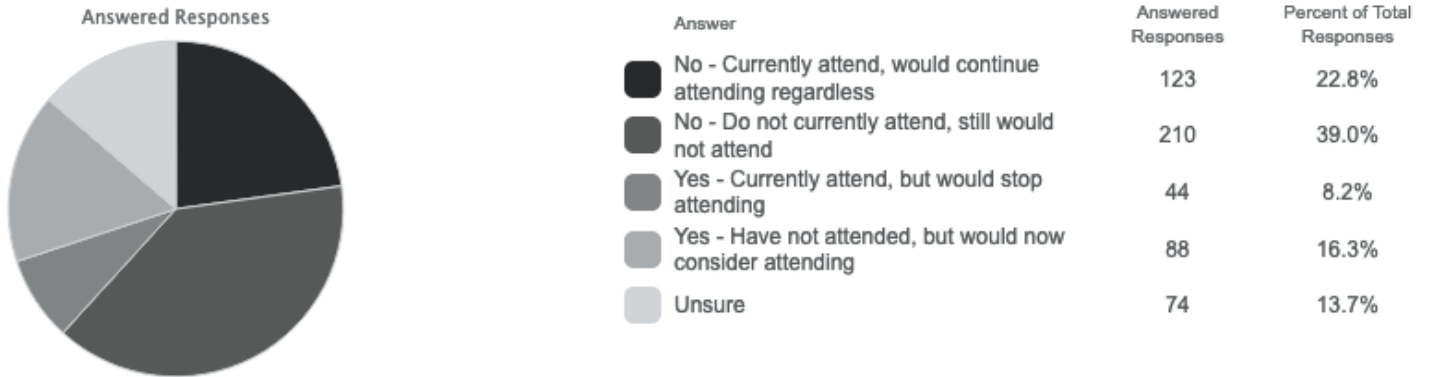 Answered Responses
Answer
Answered
Responses
Percent of Total
Responses
No - Currently attend, would continue
attending regardless
123
22.8%
No - Do not currently attend, still would
not attend
210
39.0%
Yes - Currently attend, but would stop
attending
44
8.2%
Yes - Have not attended, but would now
consider attending
88
16.3%
Unsure
74
13.7%